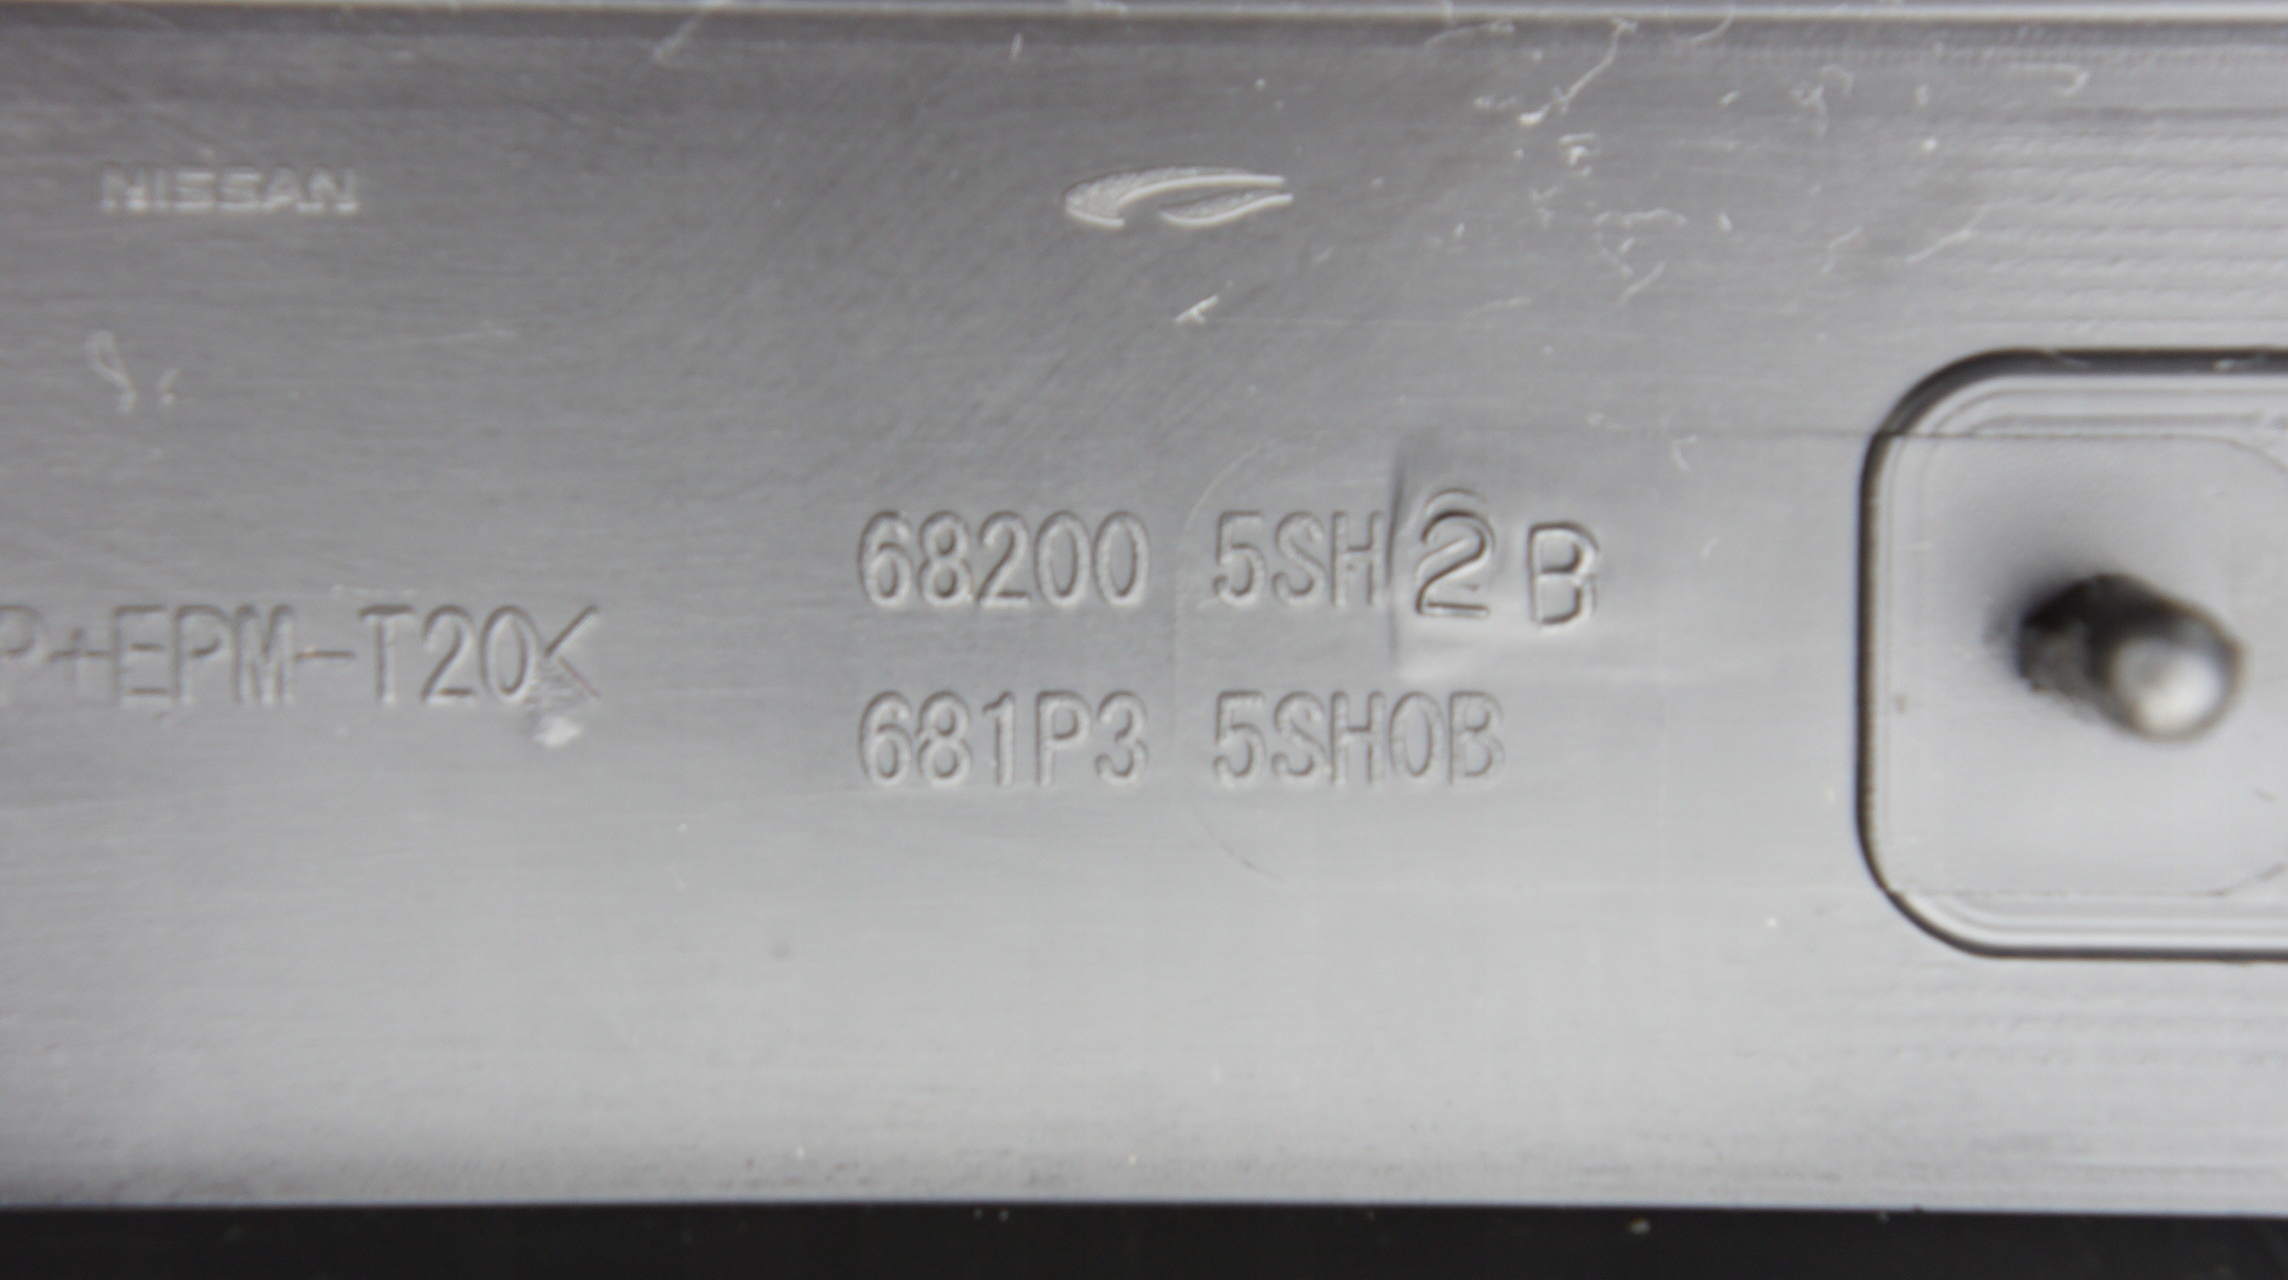 NISSAN
68200 5SH2B
P+EPM-T20<
681P3 5SH0B